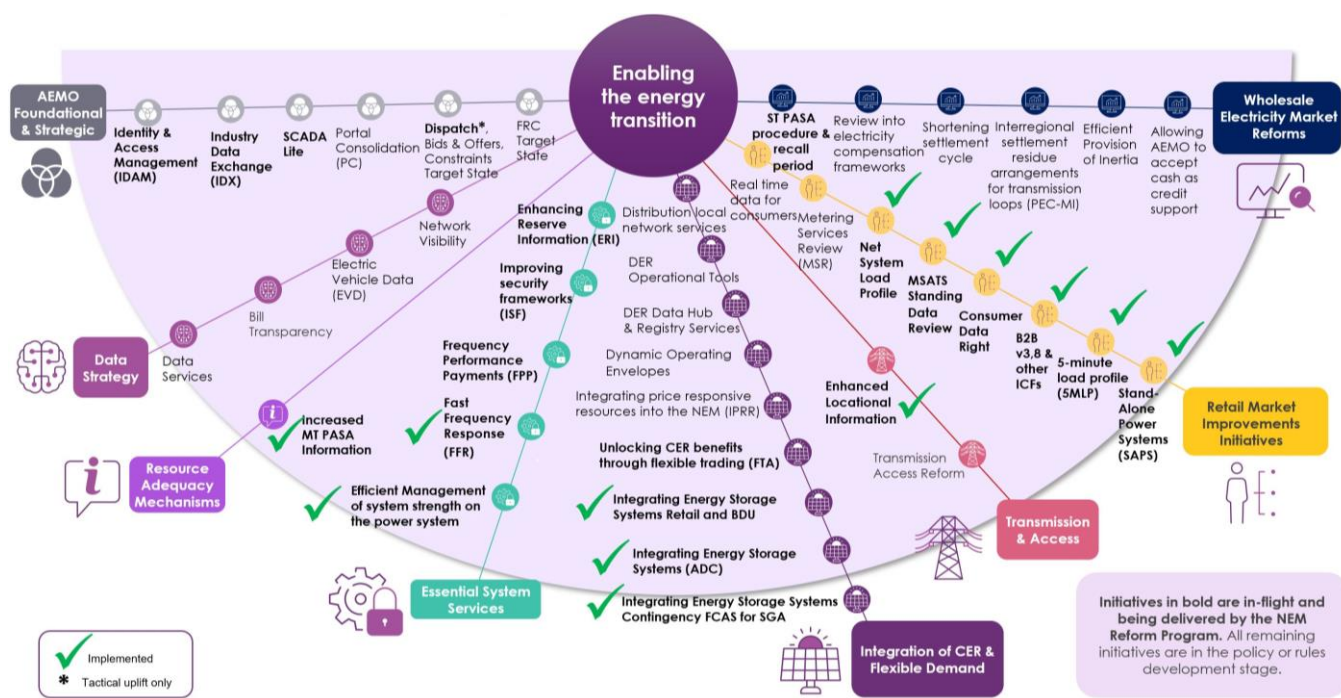 Enabling
the energy
transition
AEMO
Foundational
& Strategic
Identity &
Access
Management
(IDAM)
Industry
Data
Exchange
(IDX)
SCADA
Lite
Portal
Consolidation
(PC)
Dispatch*,
Bids & Offers,
Constraints
Target State
FRC
Target
State
ST PASA
procedure &
recall
period
Review into
electricity
compensation
frameworks
Shortening
settlement
cycle
Interregional
settlement
residue
arrangements
for transmission
loops (PEC-MI)
Efficient
Provision
of Inertia
Allowing
AEMO to
accept
cash as
credit
support
Wholesale
Electricity Market
Reforms
Network
Visibility
Electric
Vehicle Data
(EVD)
Bill
Transparency
Data
Services
Data
Strategy
Increased
MT PASA
Information
Resource
Adequacy
Mechanisms
Enhancing
Reserve
Information (ERI)
Improving
security
frameworks
(ISF)
Frequency
Performance
Payments (FPP)
Fast
Frequency
Response
(FFR)
Efficient Management
of system strength on
the power system
Essential System
Services
Distribution local
network services
DER
Operational Tools
DER Data Hub
& Registry Services
Dynamic Operating
Envelopes
Integrating price responsive
resources into the NEM (IPRR)
Unlocking CER benefits
through flexible trading (FTA)
Integrating Energy Storage
Systems Retail and BDU
Integrating Energy Storage
Systems (ADC)
Integrating Energy Storage Systems
Contingency FCAS for SGA
Integration of CER &
Flexible Demand
Enhanced
Locational
Information
Transmission
Access Reform
Transmission
& Access
Real time
data for
consumers
Metering
Services
Review
(MSR)
Net
System
Load
Profile
MSATS
Standing
Data
Review
Consumer
Data
Right
B2B
v3,8 &
other
ICFs
5-minute
load profile
(5MLP)
Stand-
Alone
Power
Systems
(SAPS)
Retail Market
Improvements
Initiatives
Implemented
* Tactical uplift only
Initiatives in bold are in-flight and
being delivered by the NEM
Reform Program. All remaining
initiatives are in the policy or rules
development stage.